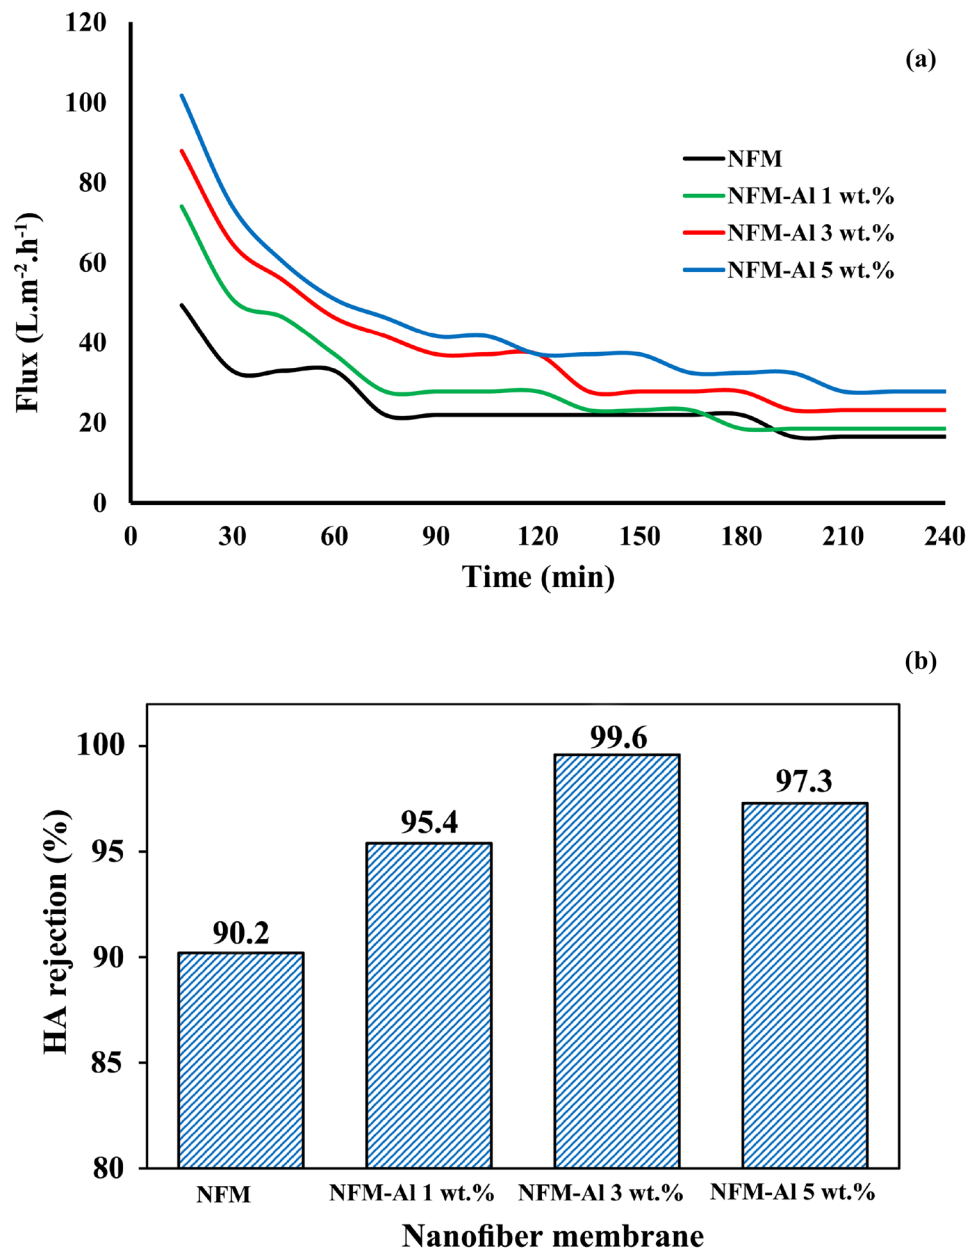 (a)
120
100
80
60
40
20
0
Flux (L.m⁻².h⁻¹)
NFM
NFM-Al 1 wt.%
NFM-Al 3 wt.%
NFM-Al 5 wt.%
0 30 60 90 120 150 180 210 240
Time (min)
(b)
100
95
90
85
80
HA rejection (%)
90.2
95.4
99.6
97.3
NFM NFM-Al 1 wt.% NFM-Al 3 wt.% NFM-Al 5 wt.%
Nanofiber membrane